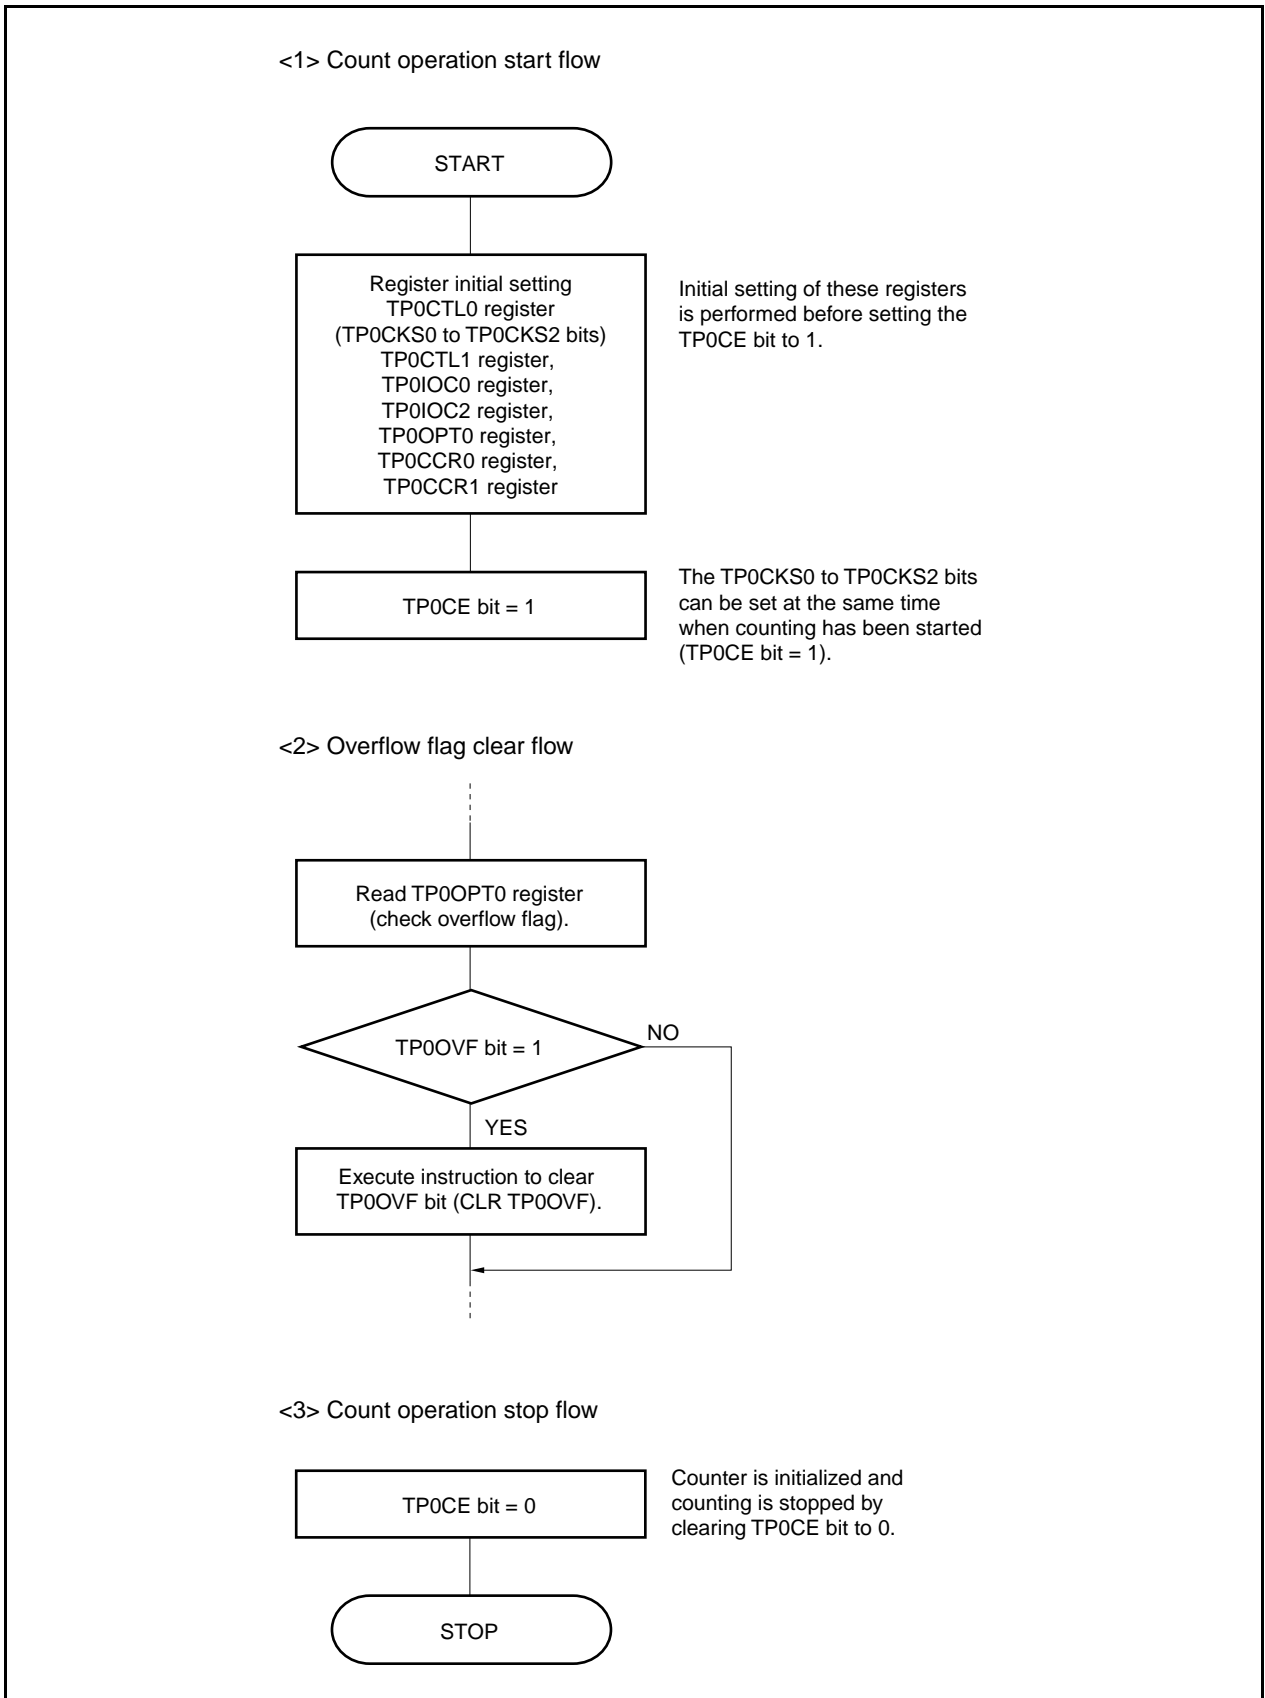 <1> Count operation start flow
START
Register initial setting
TP0CTL0 register
(TP0CKS0 to TP0CKS2 bits)
TP0CTL1 register,
TP0IOC0 register,
TP0IOC2 register,
TP0OPT0 register,
TP0CCR0 register,
TP0CCR1 register
Initial setting of these registers
is performed before setting the
TP0CE bit to 1.
TP0CE bit = 1
The TP0CKS0 to TP0CKS2 bits
can be set at the same time
when counting has been started
(TP0CE bit = 1).
<2> Overflow flag clear flow
Read TP0OPT0 register
(check overflow flag).
TP0OVF bit = 1
NO
YES
Execute instruction to clear
TP0OVF bit (CLR TP0OVF).
<3> Count operation stop flow
TP0CE bit = 0
Counter is initialized and
counting is stopped by
clearing TP0CE bit to 0.
STOP